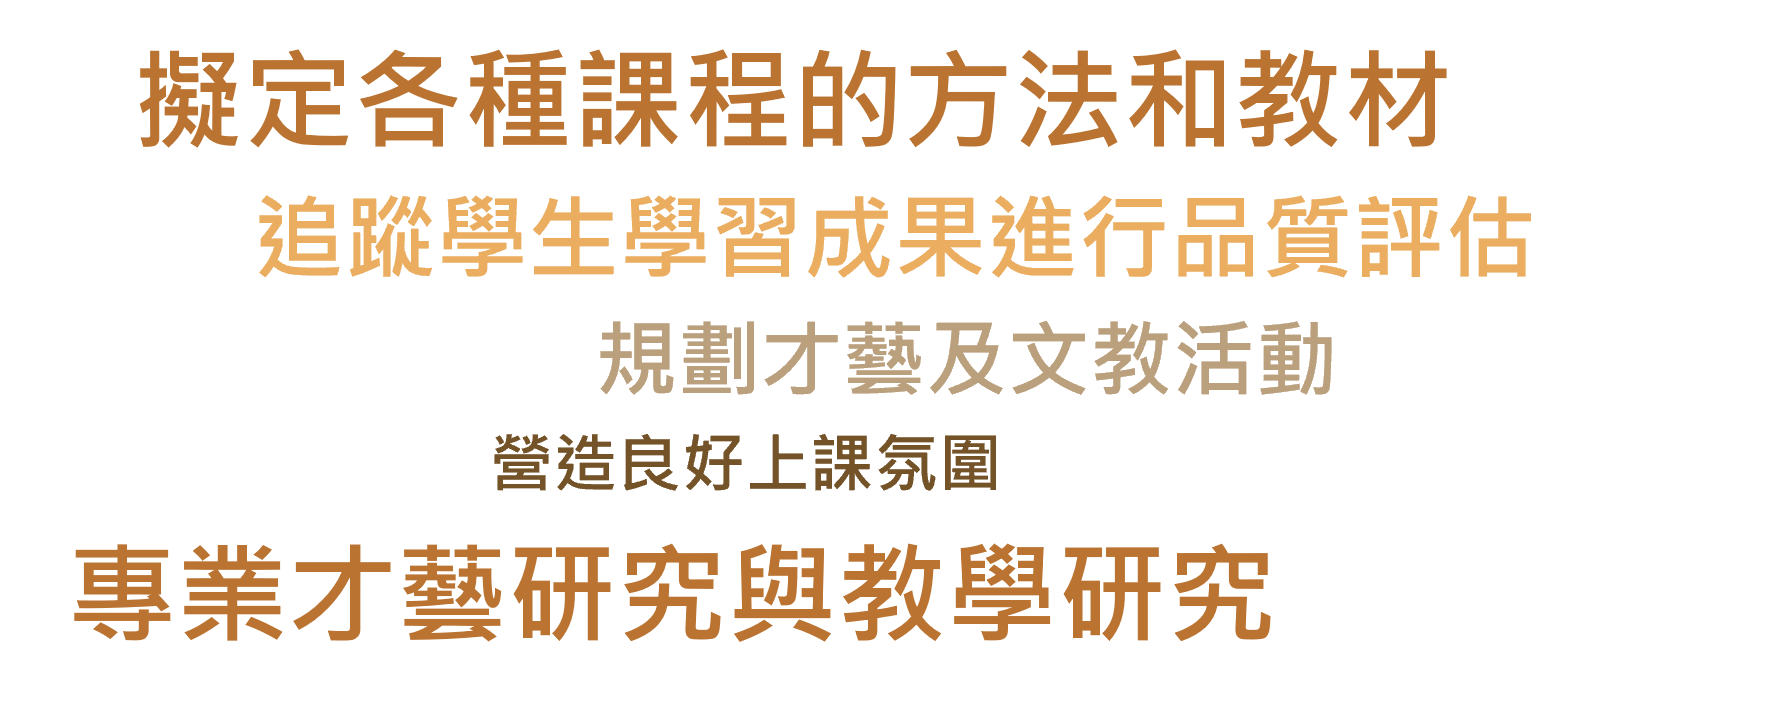 擬定各種課程的方法和教材
追蹤學生學習成果進行品質評估
規劃才藝及文教活動
營造良好上課氛圍
專業才藝研究與教學研究